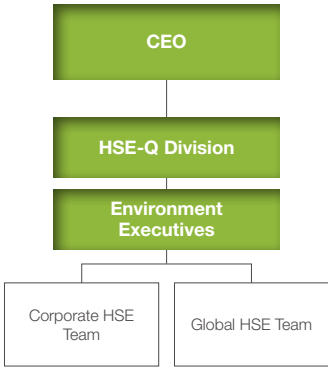 CEO
HSE-Q Division
Environment
Executives
Corporate HSE
Team
Global HSE Team